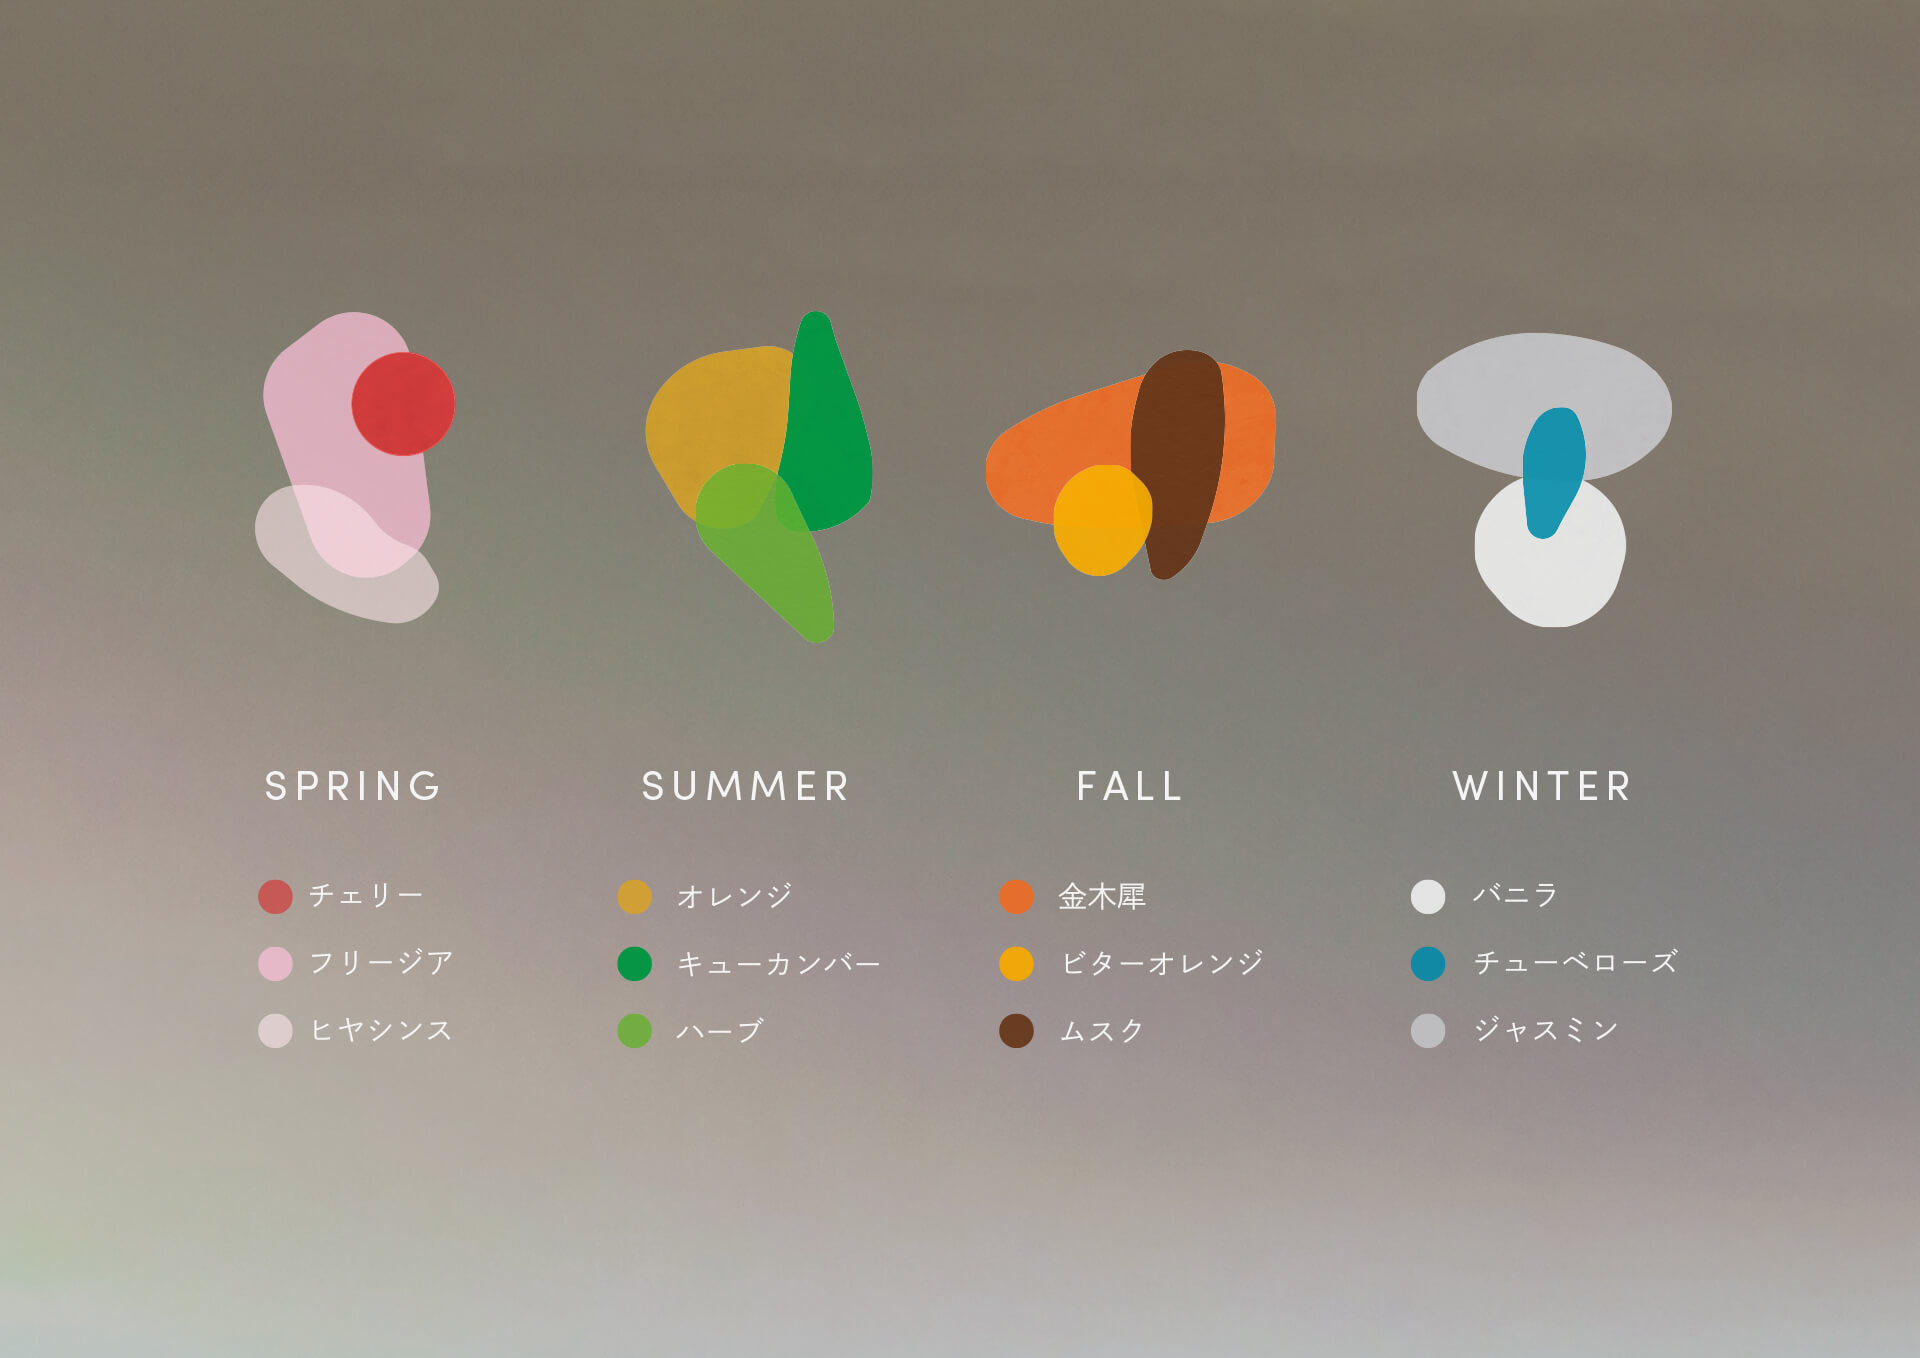 SPRING
チェリー
フリージア
ヒヤシンス
SUMMER
オレンジ
キューカンバー
ハーブ
FALL
金木犀
ビターオレンジ
ムスク
WINTER
バニラ
チューベローズ
ジャスミン